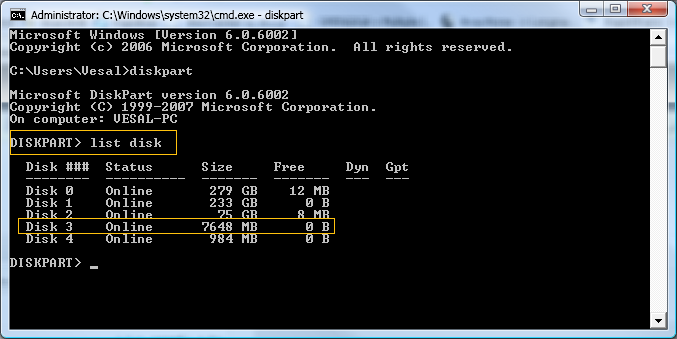 Administrator: C:\Windows\system32\cmd.exe - diskpart
Microsoft Windows [Version 6.0.6002]
Copyright (c) 2006 Microsoft Corporation.  All rights reserved.
C:\Users\Vesal>diskpart
Microsoft DiskPart version 6.0.6002
Copyright (C) 1999-2007 Microsoft Corporation.
On computer: VESAL-PC
DISKPART> list disk
  Disk ###  Status      Size     Free     Dyn  Gpt
  --------  ----------  -------  -------  ---  ---
  Disk 0    Online       279 GB    12 MB
  Disk 1    Online       233 GB      0 B
  Disk 2    Online        75 GB     8 MB
  Disk 3    Online      7648 MB      0 B
  Disk 4    Online       984 MB      0 B
DISKPART> _